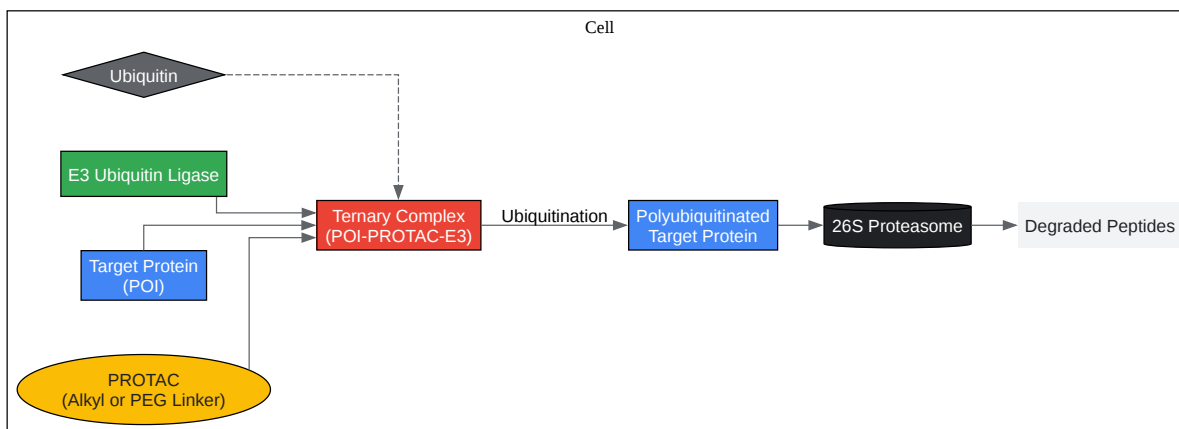 Cell
Ubiquitin
E3 Ubiquitin Ligase
Target Protein
(POI)
PROTAC
(Alkyl or PEG Linker)
Ternary Complex
(POI-PROTAC-E3)
Ubiquitination
Polyubiquitinated
Target Protein
26S Proteasome
Degraded Peptides